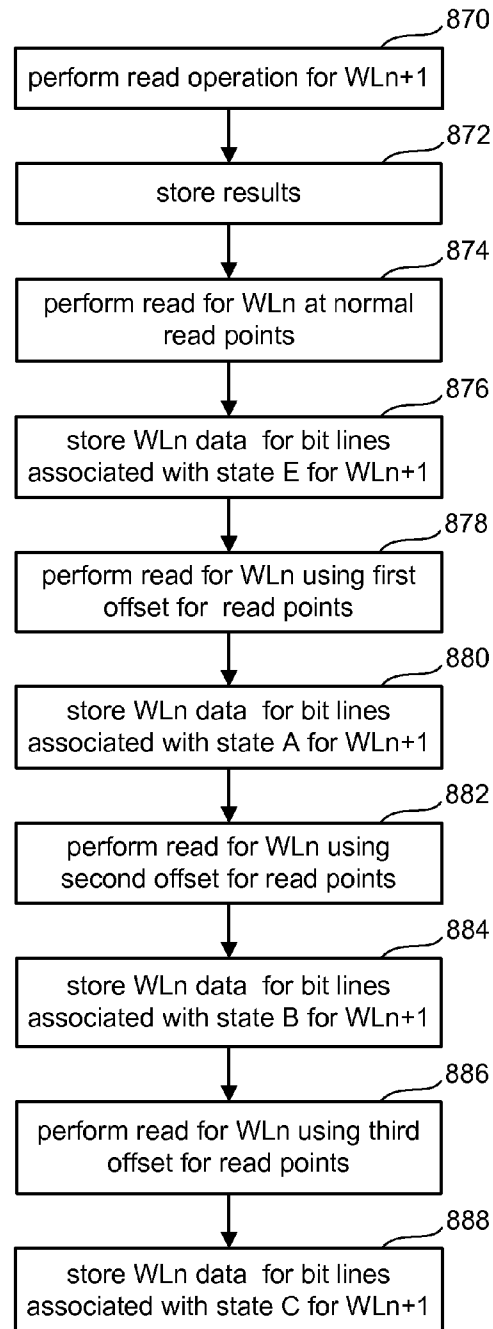 870
perform read operation for WLn+1
872
store results
874
perform read for WLn at normal
read points
876
store WLn data for bit lines
associated with state E for WLn+1
878
perform read for WLn using first
offset for read points
880
store WLn data for bit lines
associated with state A for WLn+1
882
perform read for WLn using
second offset for read points
884
store WLn data for bit lines
associated with state B for WLn+1
886
perform read for WLn using third
offset for read points
888
store WLn data for bit lines
associated with state C for WLn+1